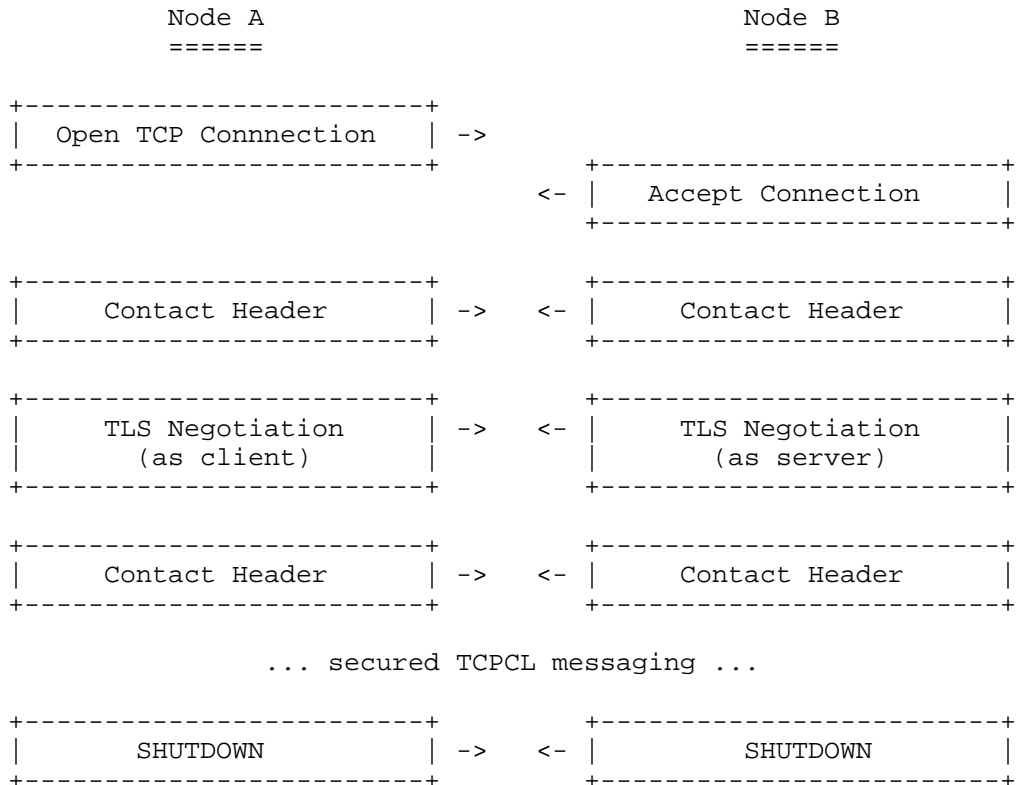 Node A                              Node B
======                              ======
+-------------------------+
|  Open TCP Connnection   | ->
+-------------------------+         +-------------------------+
                                 <- |   Accept Connection     |
                                    +-------------------------+
+-------------------------+         +-------------------------+
|     Contact Header      | ->   <- |     Contact Header      |
+-------------------------+         +-------------------------+
+-------------------------+         +-------------------------+
|     TLS Negotiation     | ->   <- |     TLS Negotiation     |
|       (as client)       |         |       (as server)       |
+-------------------------+         +-------------------------+
+-------------------------+         +-------------------------+
|     Contact Header      | ->   <- |     Contact Header      |
+-------------------------+         +-------------------------+
... secured TCPCL messaging ...
+-------------------------+         +-------------------------+
|       SHUTDOWN          | ->   <- |         SHUTDOWN        |
+-------------------------+         +-------------------------+